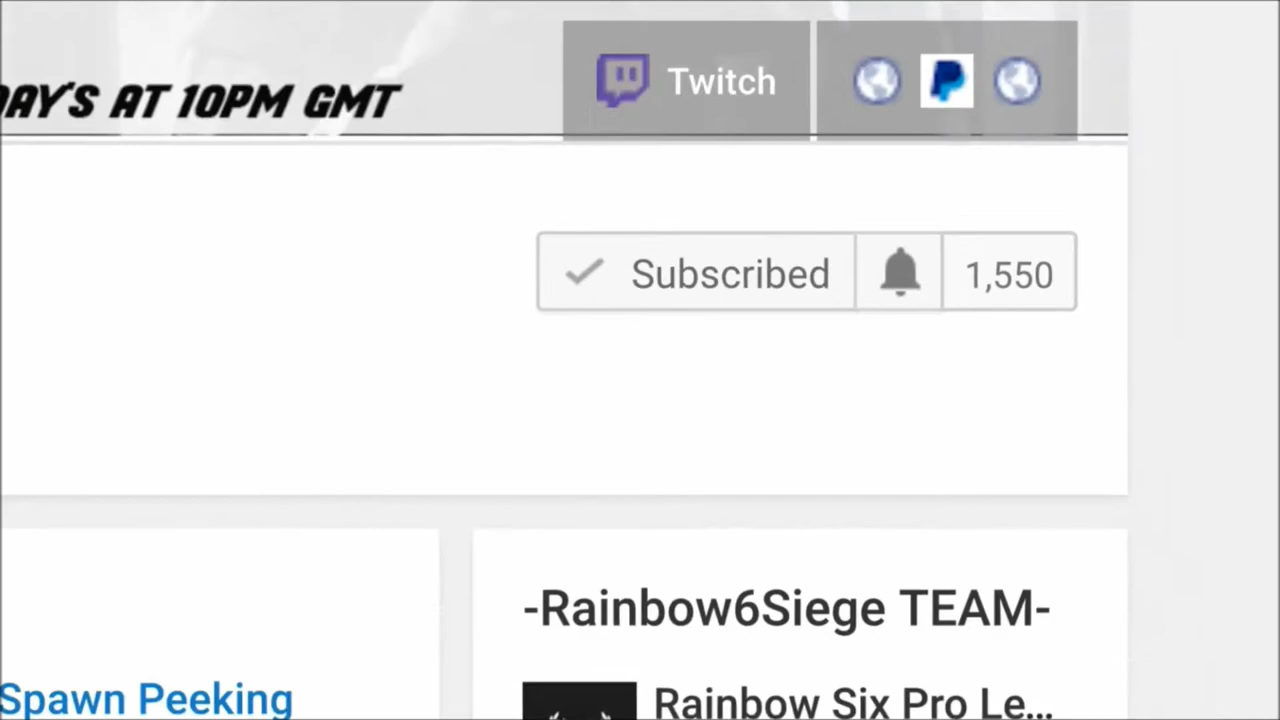 AY'S AT 10PM GMT
Twitch
Subscribed
1,550
-Rainbow6Siege TEAM-
Spawn Peeking
Rainbow Six Pro Le...